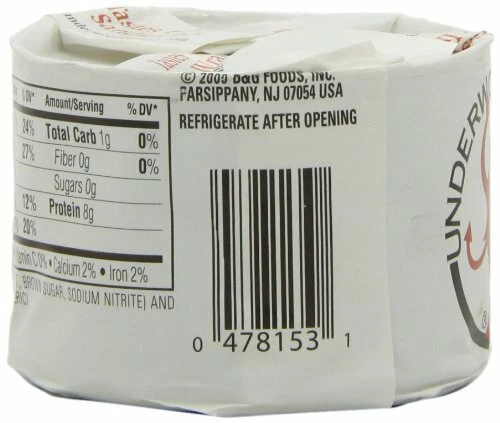 © 2009 B&G FOODS, INC.
PARSIPPANY, NJ 07054 USA
REFRIGERATE AFTER OPENING
% DV* Amount/Serving % DV*
24% Total Carb 1g 0%
27% Fiber 0g 0%
Sugars 0g
12% Protein 8g
20%
C 0% • Calcium 2% • Iron 2%
BROWN SUGAR, SODIUM NITRITE) AND
0 478153 1
UNDERW
®